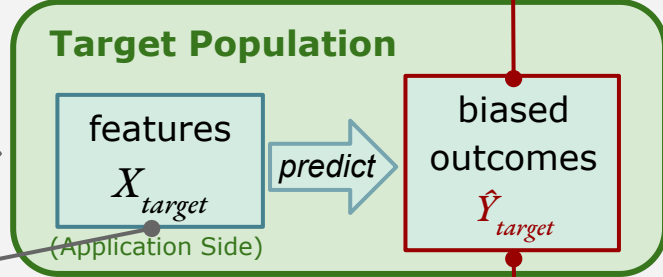 Target Population
features
X_target
(Application Side)
predict
biased
outcomes
Ŷ_target